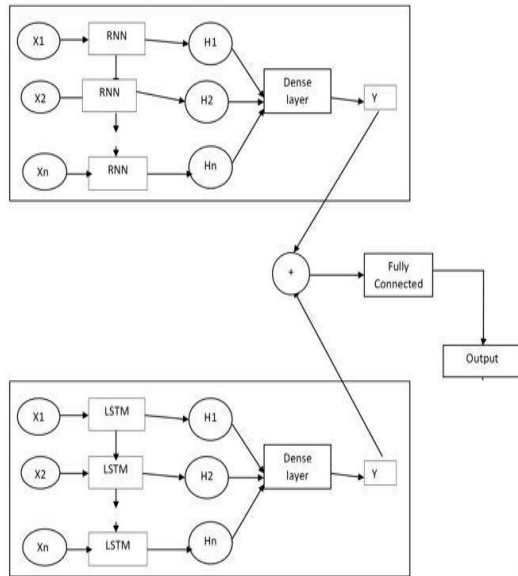 X1
RNN
H1
X2
RNN
H2
Dense
layer
Y
Xn
RNN
Hn
+
Fully
Connected
Output
X1
LSTM
H1
X2
LSTM
H2
Dense
layer
Y
Xn
LSTM
Hn